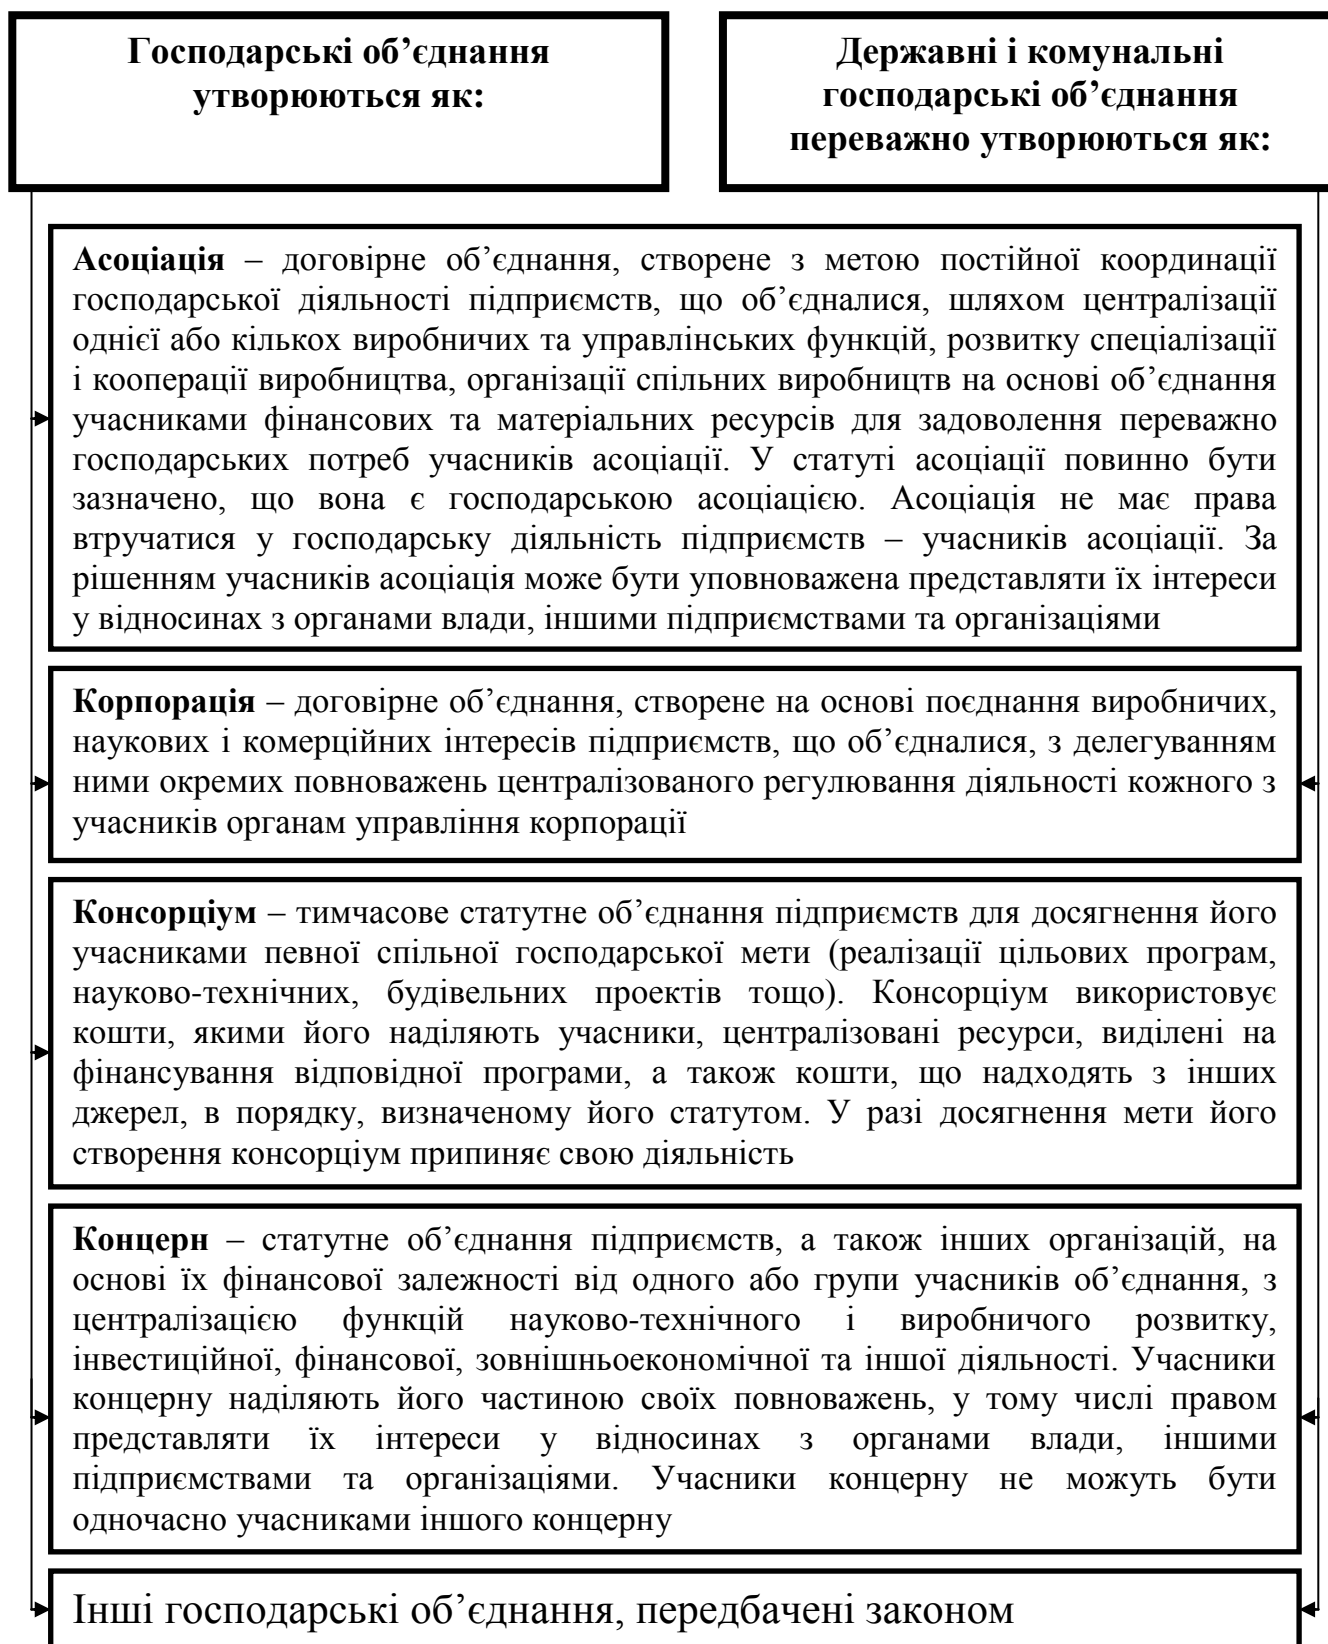 Господарські об’єднання
утворюються як:
Державні і комунальні
господарські об’єднання
переважно утворюються як:
Асоціація – договірне об’єднання, створене з метою постійної координації
господарської діяльності підприємств, що об’єдналися, шляхом централізації
однієї або кількох виробничих та управлінських функцій, розвитку спеціалізації
і кооперації виробництва, організації спільних виробництв на основі об’єднання
учасниками фінансових та матеріальних ресурсів для задоволення переважно
господарських потреб учасників асоціації. У статуті асоціації повинно бути
зазначено, що вона є господарською асоціацією. Асоціація не має права
втручатися у господарську діяльність підприємств – учасників асоціації. За
рішенням учасників асоціація може бути уповноважена представляти їх інтереси
у відносинах з органами влади, іншими підприємствами та організаціями
Корпорація – договірне об’єднання, створене на основі поєднання виробничих,
наукових і комерційних інтересів підприємств, що об’єдналися, з делегуванням
ними окремих повноважень централізованого регулювання діяльності кожного з
учасників органам управління корпорації
Консорціум – тимчасове статутне об’єднання підприємств для досягнення його
учасниками певної спільної господарської мети (реалізації цільових програм,
науково-технічних, будівельних проектів тощо). Консорціум використовує
кошти, якими його наділяють учасники, централізовані ресурси, виділені на
фінансування відповідної програми, а також кошти, що надходять з інших
джерел, в порядку, визначеному його статутом. У разі досягнення мети його
створення консорціум припиняє свою діяльність
Концерн – статутне об’єднання підприємств, а також інших організацій, на
основі їх фінансової залежності від одного або групи учасників об’єднання, з
централізацією функцій науково-технічного і виробничого розвитку,
інвестиційної, фінансової, зовнішньоекономічної та іншої діяльності. Учасники
концерну наділяють його частиною своїх повноважень, у тому числі правом
представляти їх інтереси у відносинах з органами влади, іншими
підприємствами та організаціями. Учасники концерну не можуть бути
одночасно учасниками іншого концерну
Інші господарські об’єднання, передбачені законом